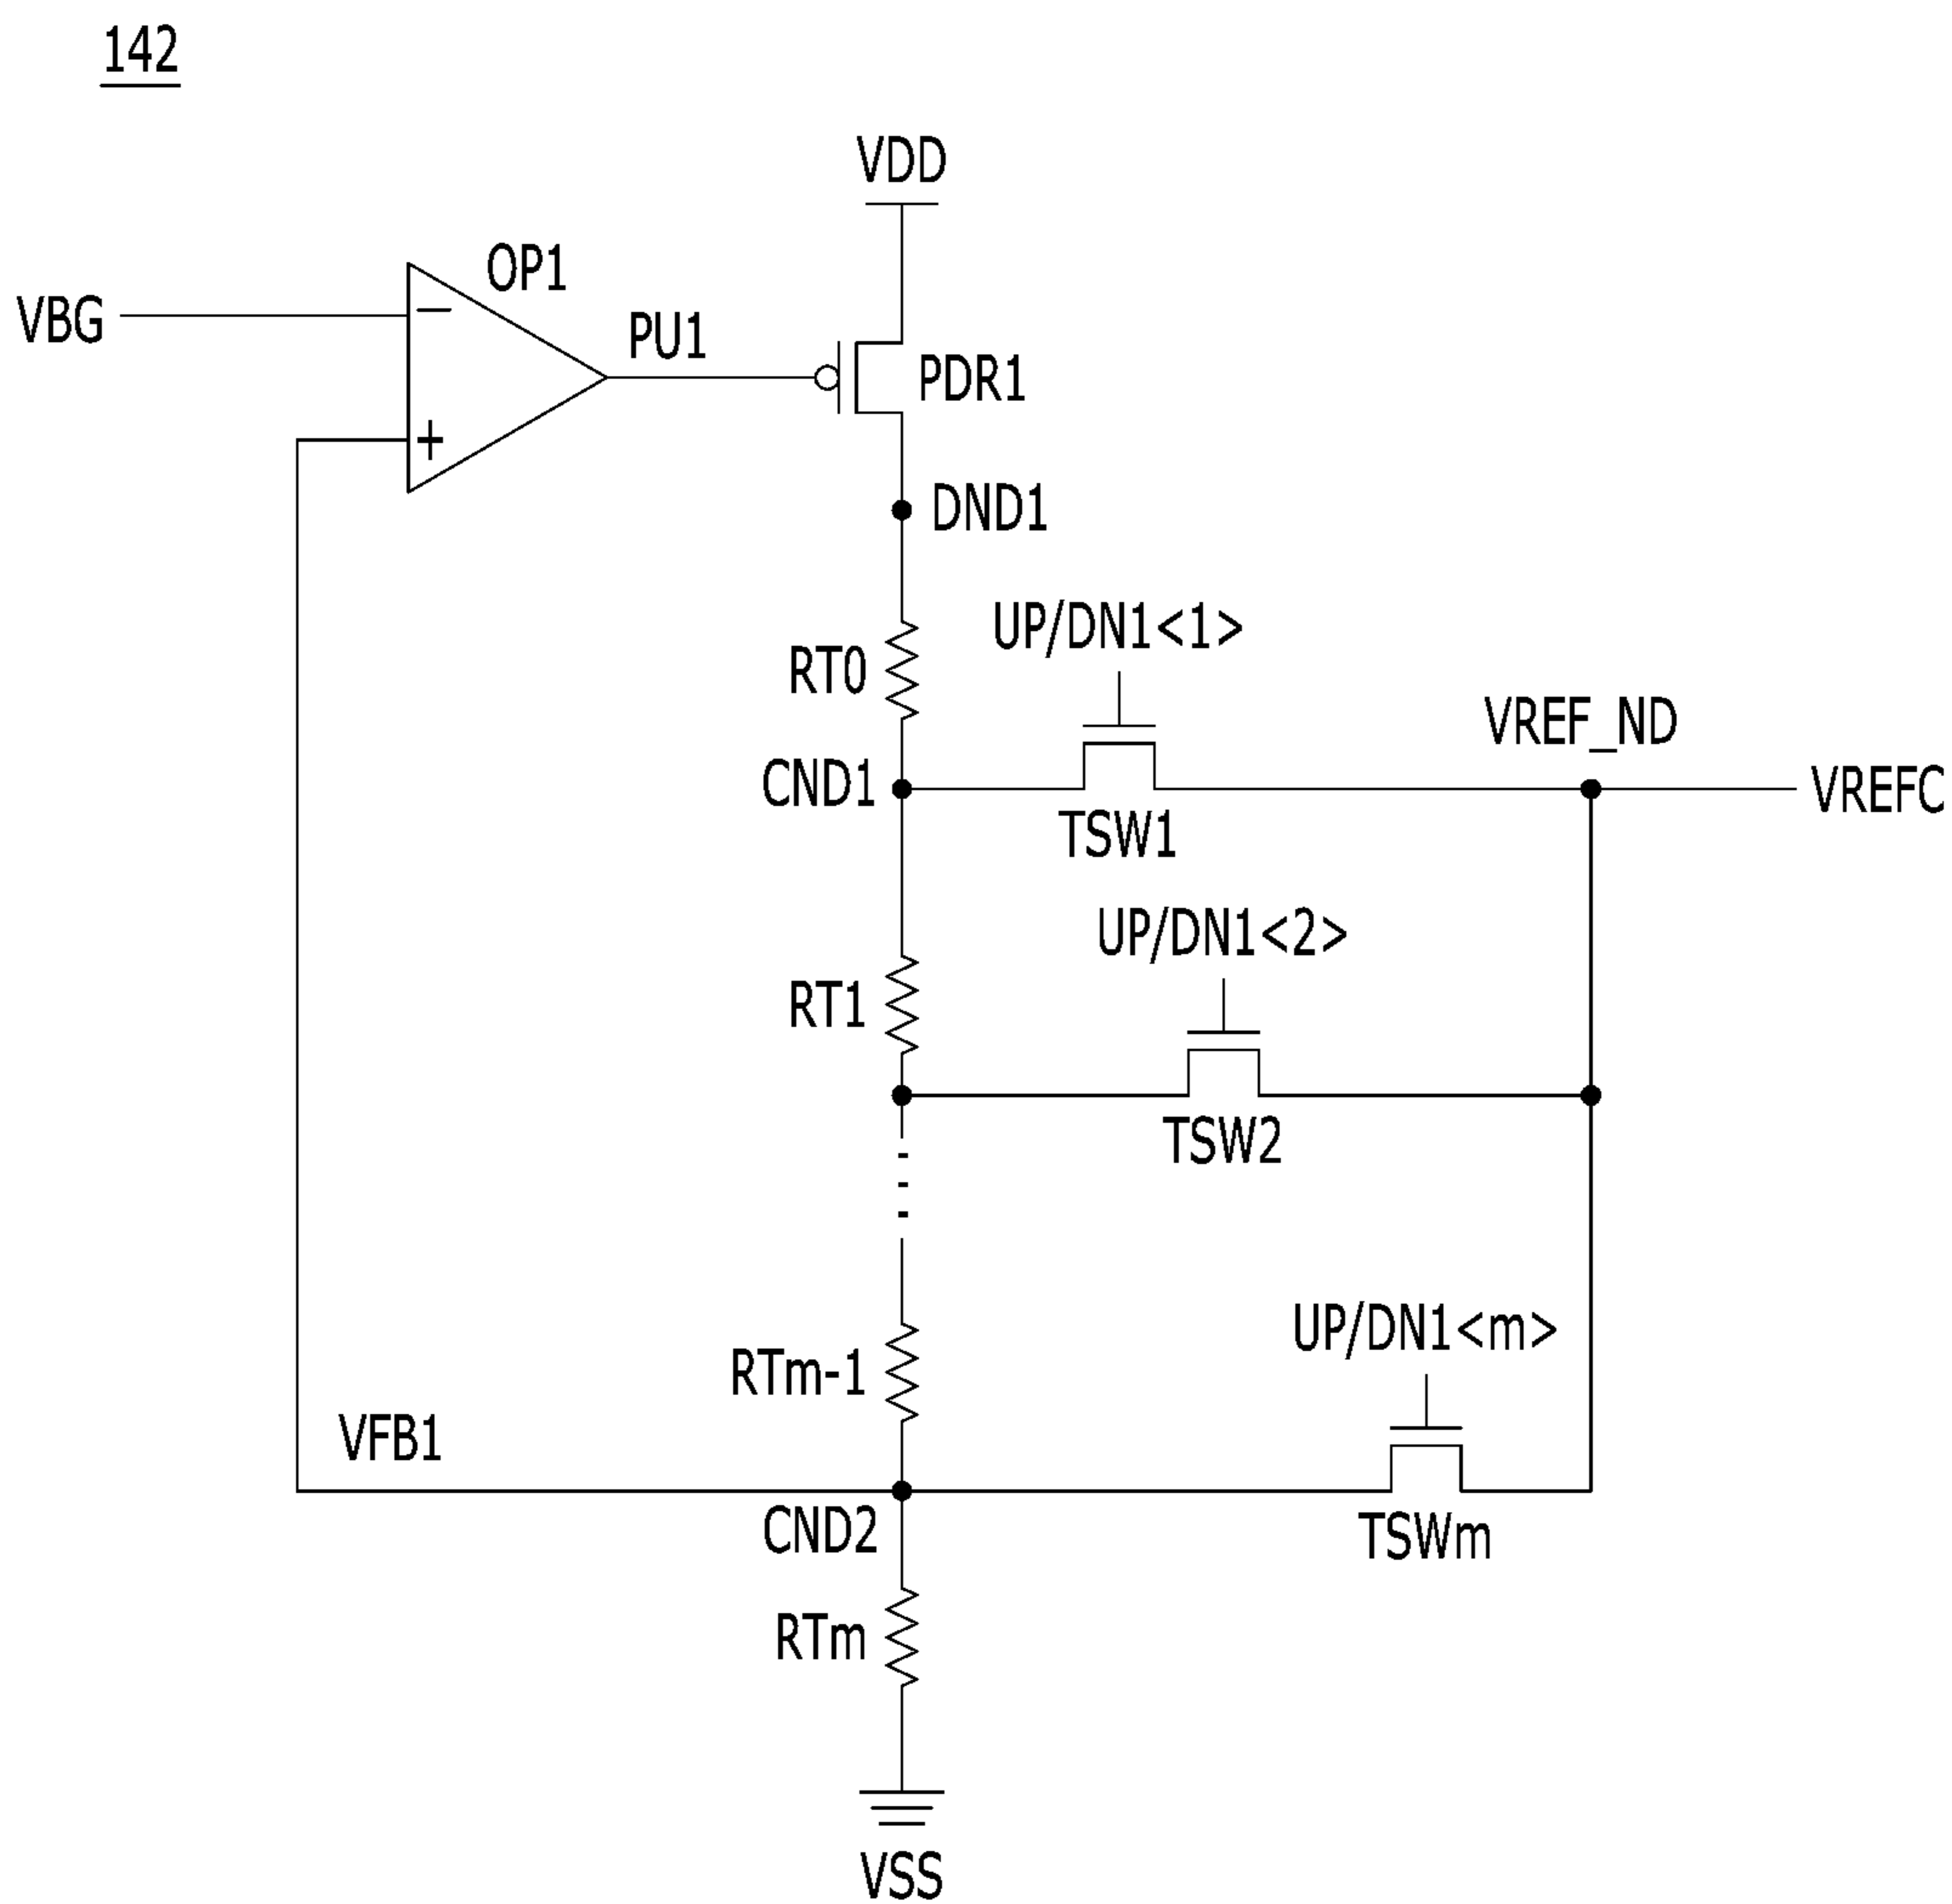 142
VDD
OP1
VBG
−
PU1
PDR1
+
DND1
UP/DN1<1>
RT0
VREF_ND
CND1
VREFC
TSW1
UP/DN1<2>
RT1
TSW2
UP/DN1<m>
RTm-1
VFB1
CND2
TSWm
RTm
VSS